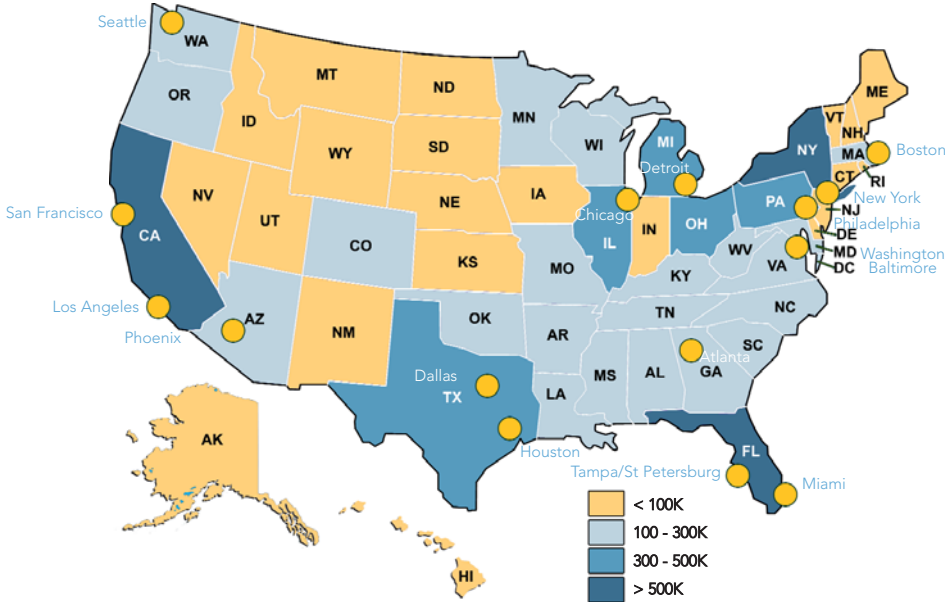 Seattle
WA
MT
ND
MN
ME
OR
ID
VT
NH
WI
MI
NY
MA
Boston
SD
WY
Detroit
CT
RI
IA
NE
NV
San Francisco
Chicago
PA
New York
NJ
Philadelphia
UT
CO
IL
IN
OH
DE
CA
WV
MD
Washington
KS
MO
VA
DC
Baltimore
KY
Los Angeles
AZ
NM
OK
TN
NC
Phoenix
AR
SC
Atlanta
Dallas
MS
AL
GA
TX
LA
AK
Houston
FL
Tampa/St Petersburg
Miami
< 100K
100 - 300K
300 - 500K
> 500K
HI